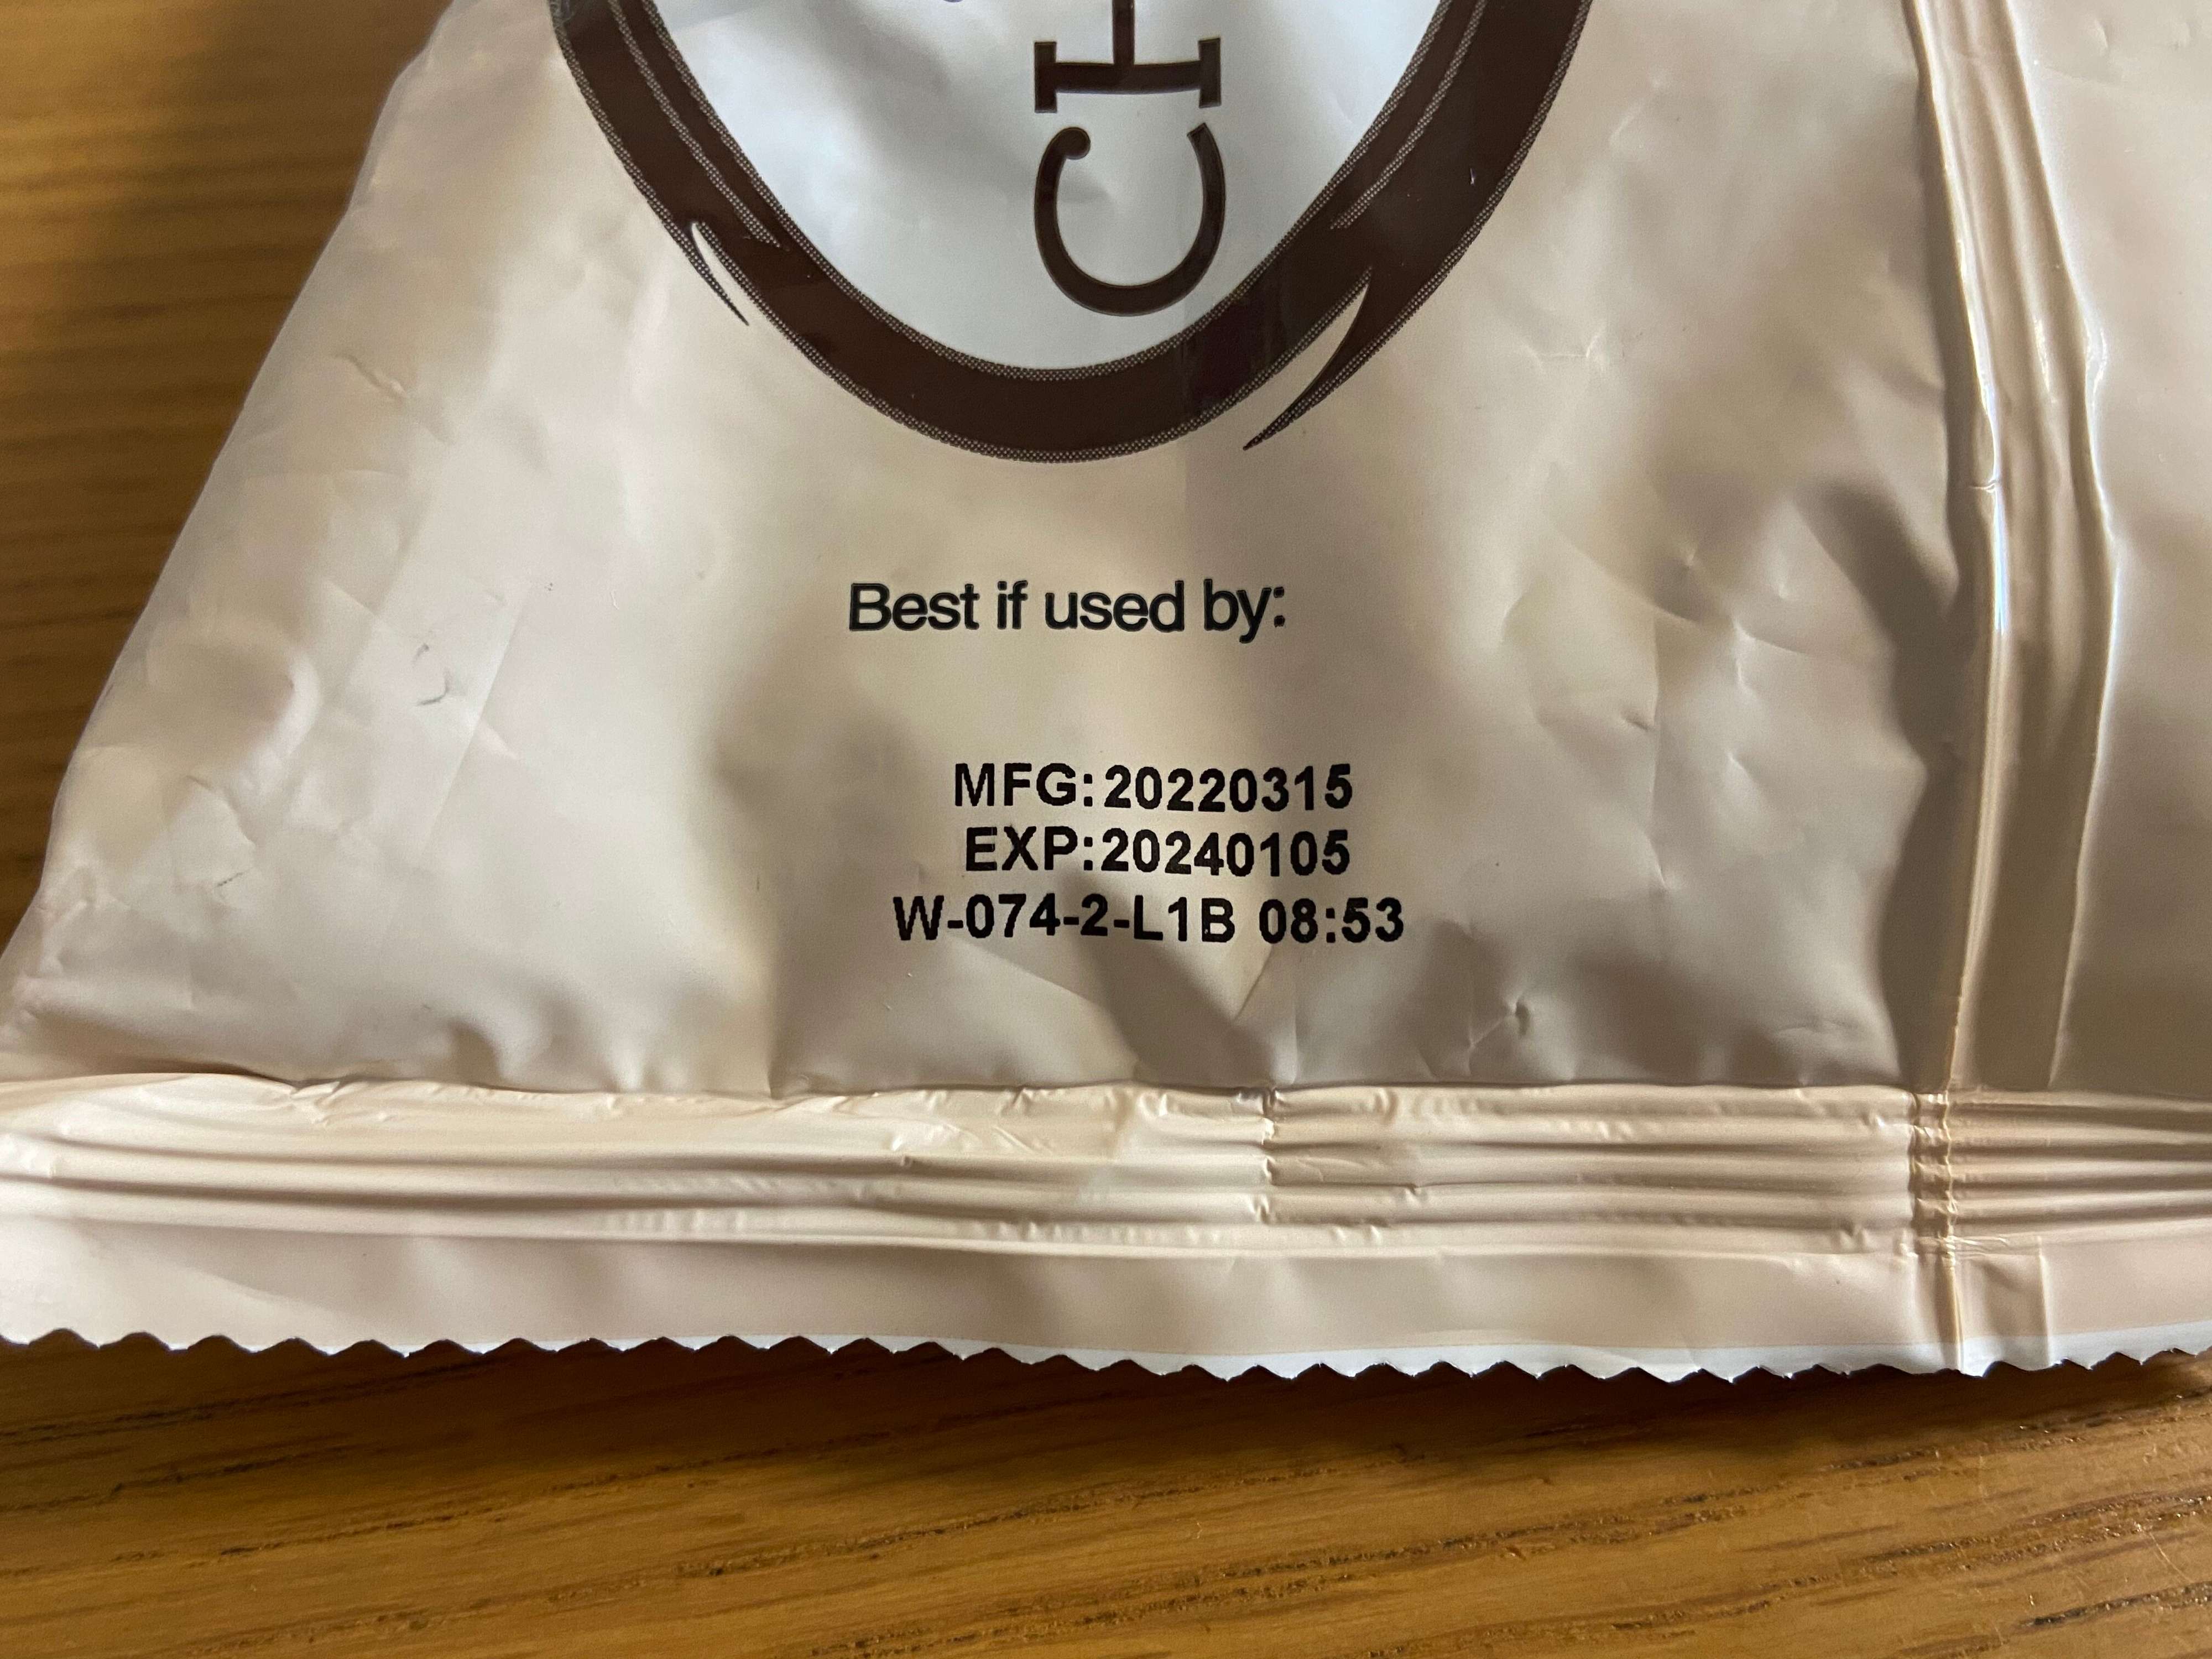 CH
Best if used by:
MFG:20220315
EXP:20240105
W-074-2-L1B 08:53